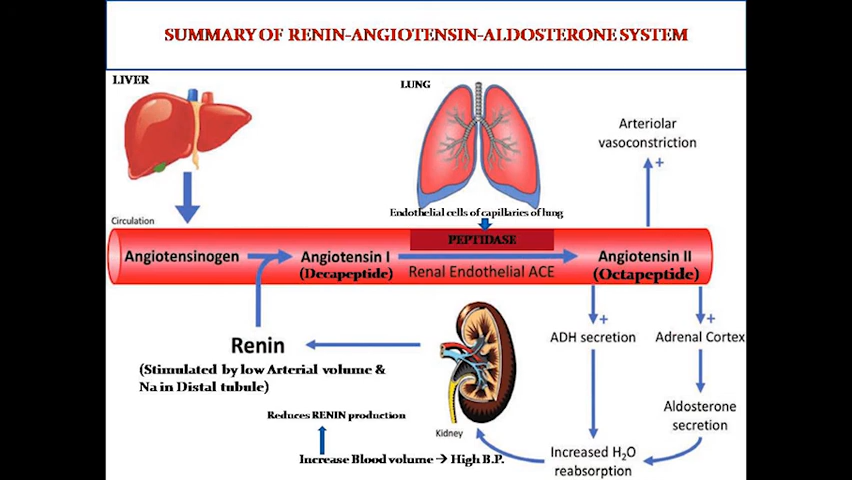 SUMMARY OF RENIN-ANGIOTENSIN-ALDOSTERONE SYSTEM
LIVER
LUNG
Arteriolar
vasoconstriction
+
Endothelial cells of capillaries of lung
Circulation
PEPTIDASE
Angiotensinogen
Angiotensin I
(Decapeptide)
Renal Endothelial ACE
Angiotensin II
(Octapeptide)
+
+
Renin
ADH secretion
Adrenal Cortex
(Stimulated by low Arterial volume &
Na in Distal tubule)
Aldosterone
secretion
Reduces RENIN production
Kidney
Increase Blood volume → High B.P.
Increased H₂O
reabsorption